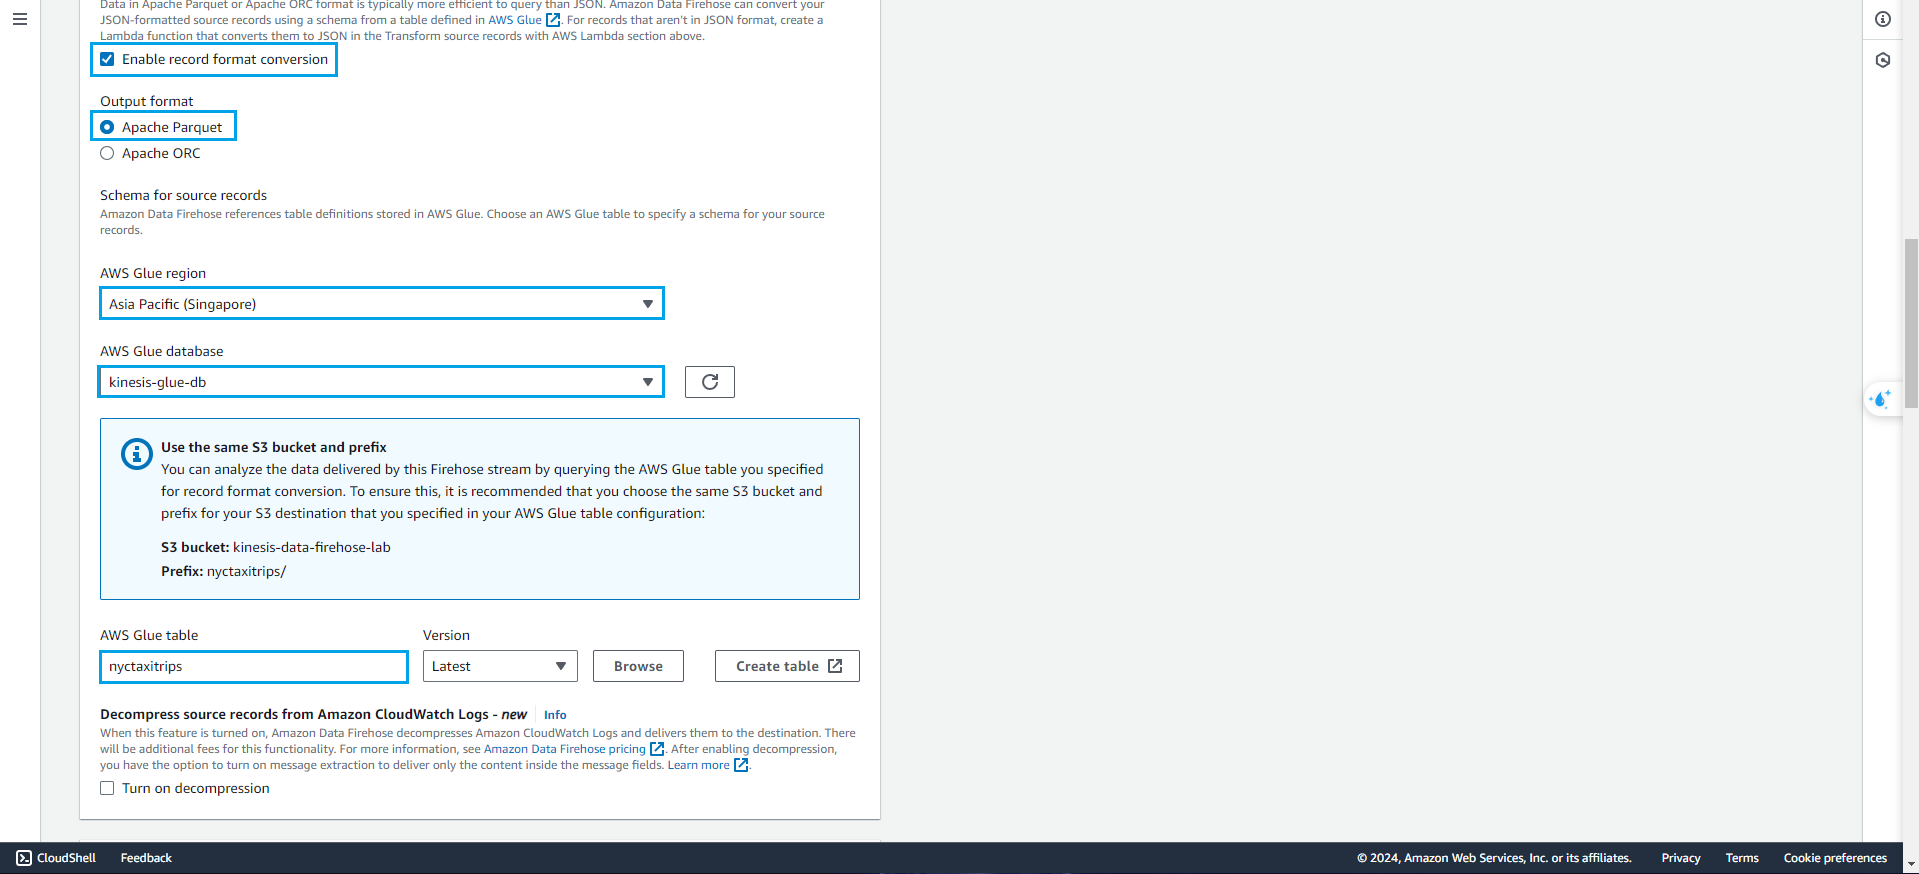 Data in Apache Parquet or Apache ORC format is typically more efficient to query than JSON. Amazon Data Firehose can convert your
JSON-formatted source records using a schema from a table defined in AWS Glue. For records that aren't in JSON format, create a
Lambda function that converts them to JSON in the Transform source records with AWS Lambda section above.
Enable record format conversion
Output format
Apache Parquet
Apache ORC
Schema for source records
Amazon Data Firehose references table definitions stored in AWS Glue. Choose an AWS Glue table to specify a schema for your source
records.
AWS Glue region
Asia Pacific (Singapore)
AWS Glue database
kinesis-glue-db
Use the same S3 bucket and prefix
You can analyze the data delivered by this Firehose stream by querying the AWS Glue table you specified
for record format conversion. To ensure this, it is recommended that you choose the same S3 bucket and
prefix for your S3 destination that you specified in your AWS Glue table configuration:
S3 bucket: kinesis-data-firehose-lab
Prefix: nyctaxitrips/
AWS Glue table Version
nyctaxitrips Latest Browse Create table
Decompress source records from Amazon CloudWatch Logs - new Info
When this feature is turned on, Amazon Data Firehose decompresses Amazon CloudWatch Logs and delivers them to the destination. There
will be additional fees for this functionality. For more information, see Amazon Data Firehose pricing. After enabling decompression,
you have the option to turn on message extraction to deliver only the content inside the message fields. Learn more.
Turn on decompression
CloudShell Feedback © 2024, Amazon Web Services, Inc. or its affiliates. Privacy Terms Cookie preferences